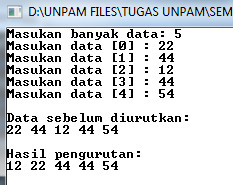 D:\UNPAM FILES\TUGAS UNPAM\SEM
Masukan banyak data: 5
Masukan data [0] : 22
Masukan data [1] : 44
Masukan data [2] : 12
Masukan data [3] : 44
Masukan data [4] : 54
Data sebelum diurutkan:
22 44 12 44 54
Hasil pengurutan:
12 22 44 44 54